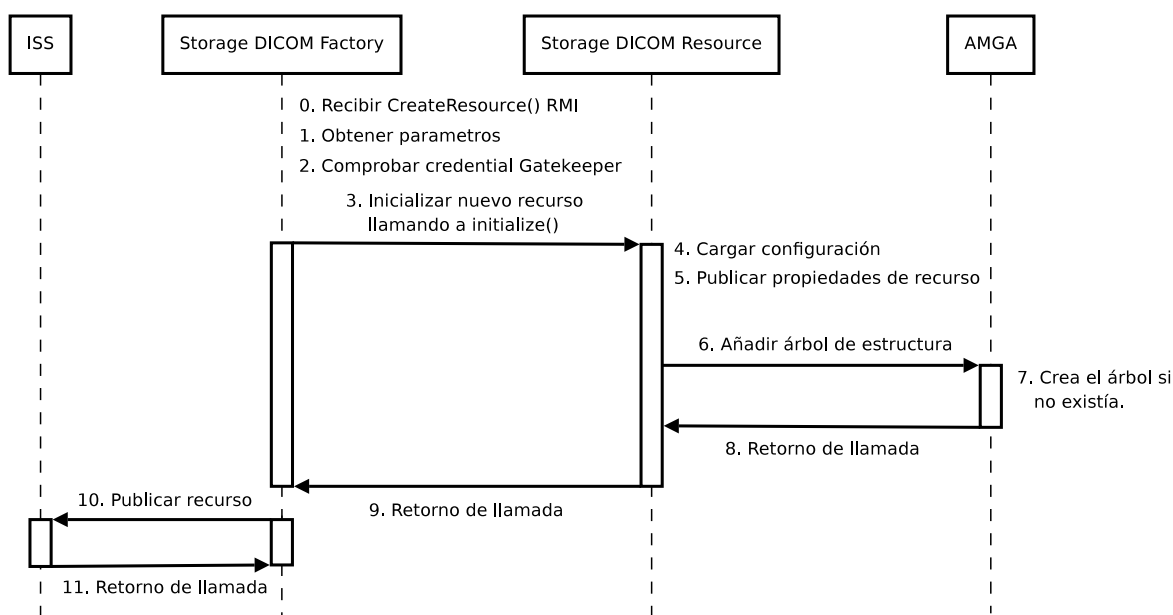 ISS
Storage DICOM Factory
Storage DICOM Resource
AMGA
0. Recibir CreateResource() RMI
1. Obtener parametros
2. Comprobar credential Gatekeeper
3. Inicializar nuevo recurso
llamando a initialize()
4. Cargar configuración
5. Publicar propiedades de recurso
6. Añadir árbol de estructura
7. Crea el árbol si
no existía.
8. Retorno de llamada
9. Retorno de llamada
10. Publicar recurso
11. Retorno de llamada